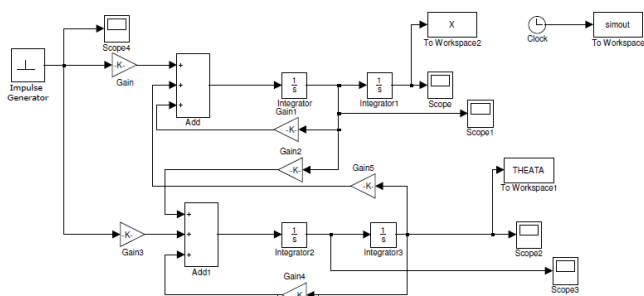 X
To Workspace2
Clock
simout
To Workspace
Scope4
Impulse
Generator
-K-
Gain
+
+
+
Add
1
s
Integrator
1
s
Integrator1
Scope
Scope1
-K-
Gain1
-K-
Gain2
-K-
Gain5
THEATA
To Workspace1
-K-
Gain3
+
+
+
Add1
1
s
Integrator2
1
s
Integrator3
Scope2
Scope3
Gain4
-K-